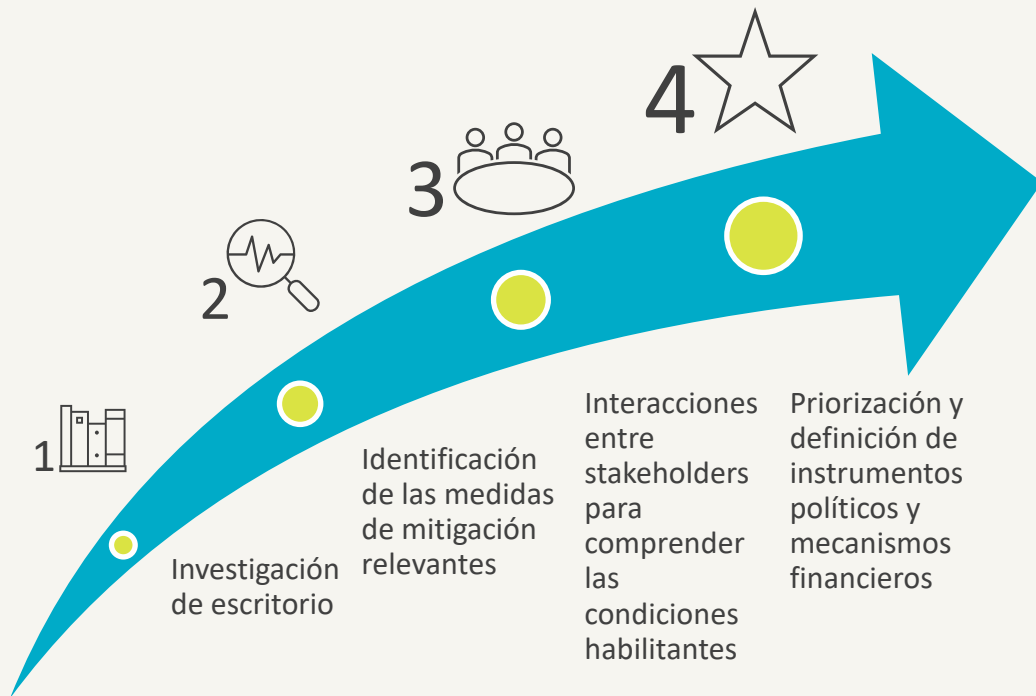 1
Investigación
de escritorio
2
Identificación
de las medidas
de mitigación
relevantes
3
Interacciones
entre
stakeholders
para
comprender
las
condiciones
habilitantes
4
Priorización y
definición de
instrumentos
políticos y
mecanismos
financieros